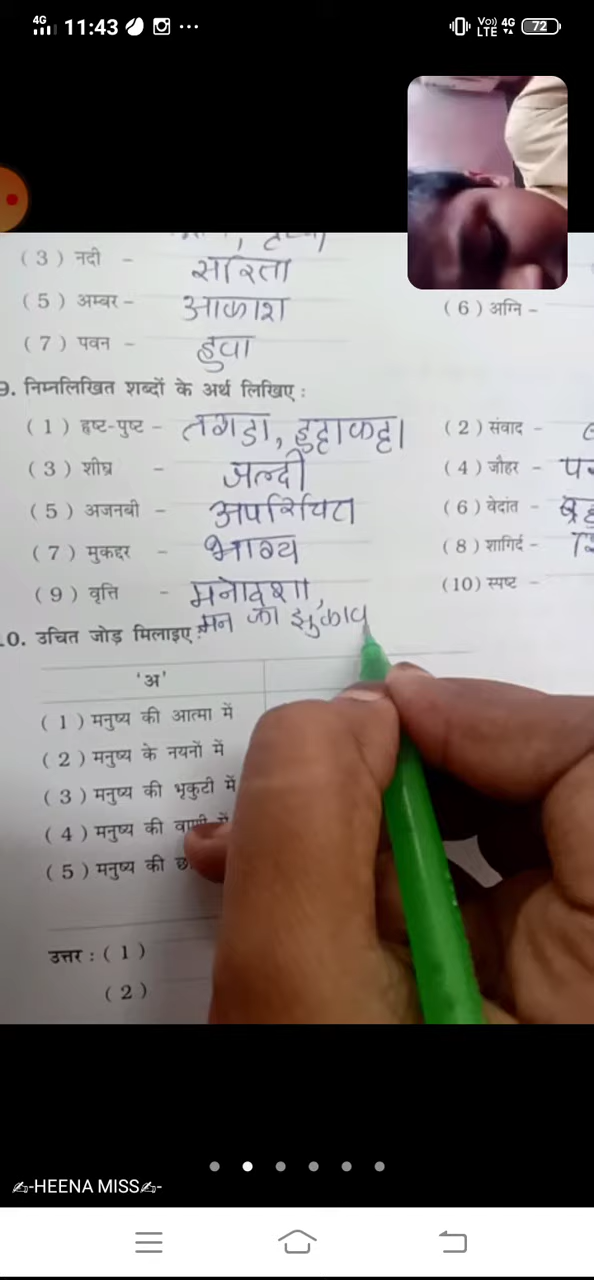 4G 11:43 ... Vo) LTE 4G 72
(3) नदी - सरिता
(5) अम्बर - आकाश (6) अग्नि -
(7) पवन - हवा
9. निम्नलिखित शब्दों के अर्थ लिखिए :
(1) हृष्ट-पुष्ट - तगडा, हट्टाकट्टा (2) संवाद -
(3) शीघ्र - जल्दी (4) जौहर -
(5) अजनबी - अपरिचित (6) वेदांत -
(7) मुकद्दर - भाग्य (8) शागिर्द -
(9) वृत्ति - मनोदशा, (10) स्पष्ट -
मन का झुकाव
10. उचित जोड़ मिलाइए :
'अ'
(1) मनुष्य की आत्मा में
(2) मनुष्य के नयनों में
(3) मनुष्य की भृकुटी में
(4) मनुष्य की वाणी में
(5) मनुष्य की
उत्तर : (1)
(2)
✍-HEENA MISS✍-